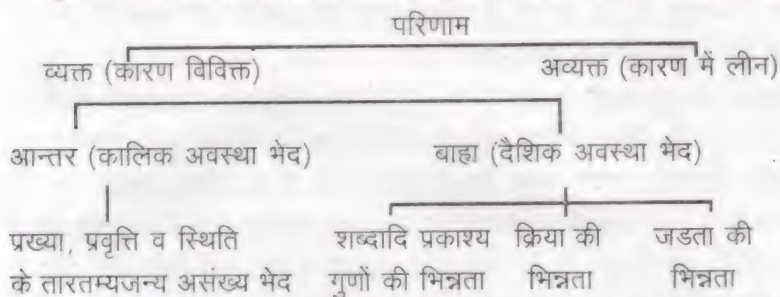 परिणाम
व्यक्त (कारण विविक्त) अव्यक्त (कारण में लीन)
आन्तर (कालिक अवस्था भेद) बाह्य (दैशिक अवस्था भेद)
प्रख्या, प्रवृत्ति व स्थिति शब्दादि प्रकाश्य क्रिया की जडता की
के तारतम्यजन्य असंख्य भेद गुणों की भिन्नता भिन्नता भिन्नता